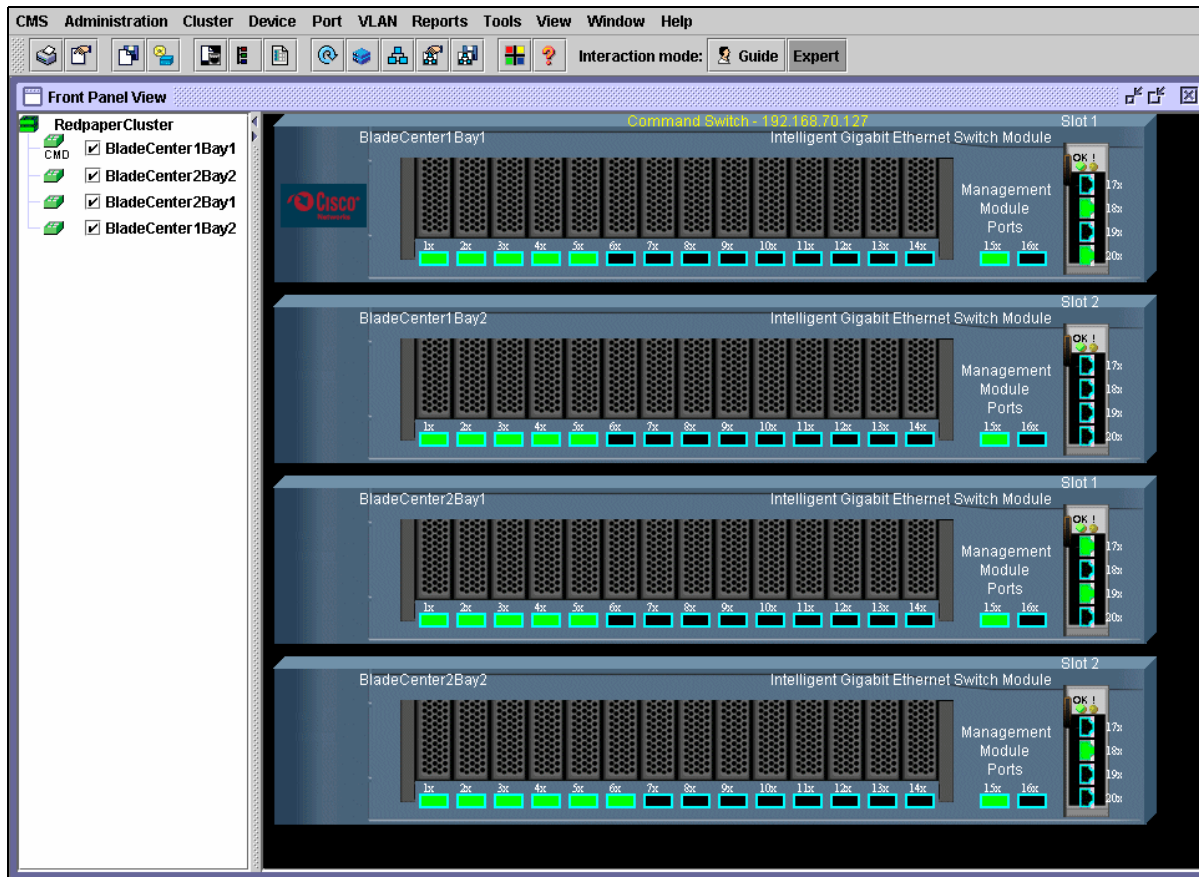 CMS Administration Cluster Device Port VLAN Reports Tools View Window Help
Interaction mode: Guide Expert
Front Panel View
RedpaperCluster
CMD BladeCenter1Bay1
BladeCenter2Bay2
BladeCenter2Bay1
BladeCenter1Bay2
Command Switch - 192.168.70.127 Slot 1
BladeCenter1Bay1 Intelligent Gigabit Ethernet Switch Module
Cisco
Networks
OK !
Management
Module
Ports
1x 2x 3x 4x 5x 6x 7x 8x 9x 10x 11x 12x 13x 14x 15x 16x
17x
18x
19x
20x
Slot 2
BladeCenter1Bay2 Intelligent Gigabit Ethernet Switch Module
OK !
Management
Module
Ports
1x 2x 3x 4x 5x 6x 7x 8x 9x 10x 11x 12x 13x 14x 15x 16x
17x
18x
19x
20x
Slot 1
BladeCenter2Bay1 Intelligent Gigabit Ethernet Switch Module
OK !
Management
Module
Ports
1x 2x 3x 4x 5x 6x 7x 8x 9x 10x 11x 12x 13x 14x 15x 16x
17x
18x
19x
20x
Slot 2
BladeCenter2Bay2 Intelligent Gigabit Ethernet Switch Module
OK !
Management
Module
Ports
1x 2x 3x 4x 5x 6x 7x 8x 9x 10x 11x 12x 13x 14x 15x 16x
17x
18x
19x
20x